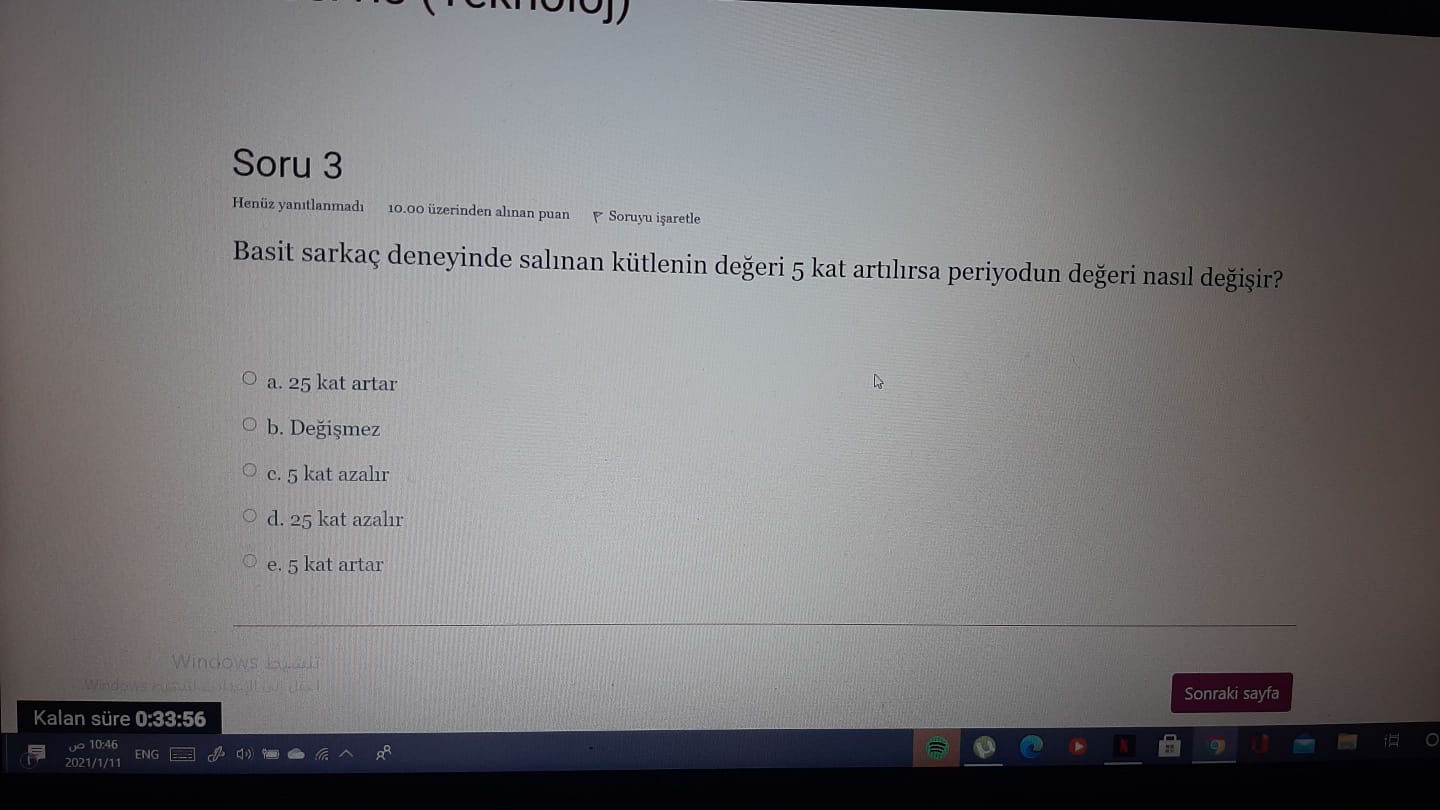 (Teknoloj)
Soru 3
Henüz yanıtlanmadı 10.00 üzerinden alınan puan Soruyu işaretle
Basit sarkaç deneyinde salınan kütlenin değeri 5 kat artılırsa periyodun değeri nasıl değişir?
a. 25 kat artar
b. Değişmez
c. 5 kat azalır
d. 25 kat azalır
e. 5 kat artar
تنشيط Windows
Windows
Sonraki sayfa
Kalan süre 0:33:56
10:46 ص
ENG
2021/1/11